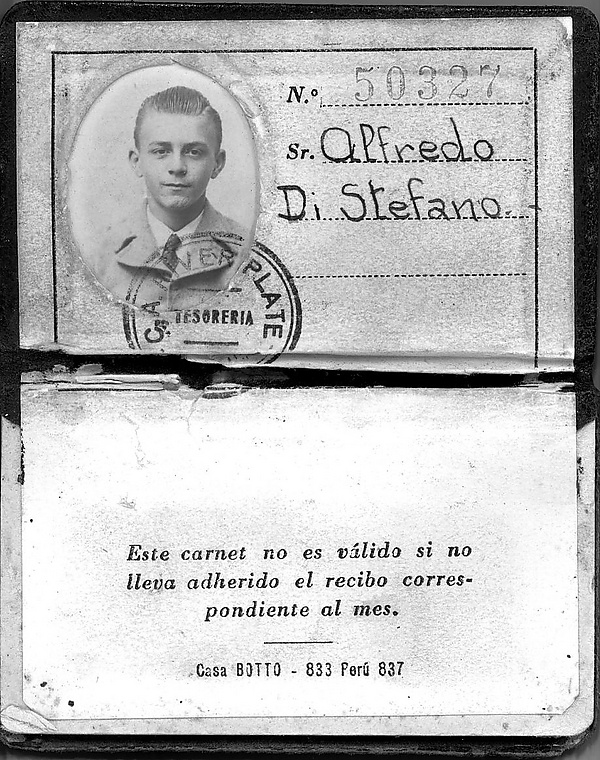 N.º 50327
Sr. Alfredo
Di Stefano.
C. A. RIVER PLATE
TESORERIA
Este carnet no es válido si no
lleva adherido el recibo corres-
pondiente al mes.
Casa BOTTO - 833 Perú 837